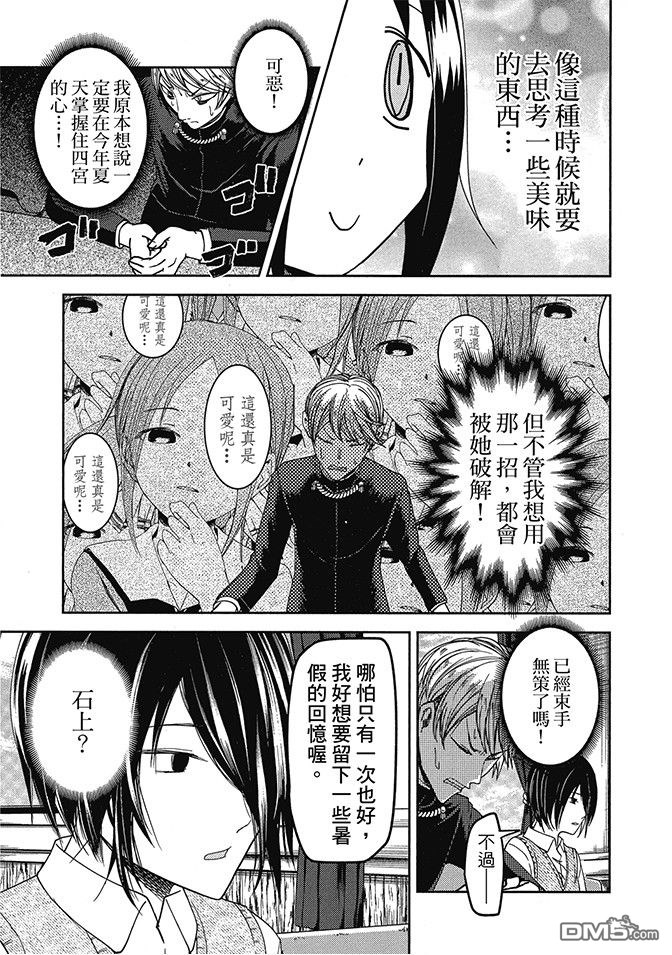 像這種時候就要
去思考一些美味
的東西…
可惡！
我原本想說一
定要在今年夏
天掌握住四宮
的心…！
但不管我想用
那一招，都會
被她破解！
這還真是
可愛呢…
這還真是
可愛呢…
這還真是
可愛呢…
這還真是
可愛呢…
已經束手
無策了嗎！
不過──
哪怕只有一次也好，
我好想要留下一些暑
假的回憶喔。
石上？
DM5.com